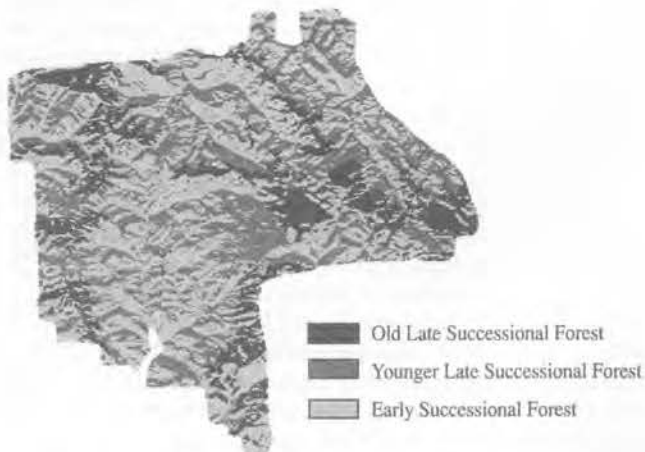 Old Late Successional Forest
Younger Late Successional Forest
Early Successional Forest